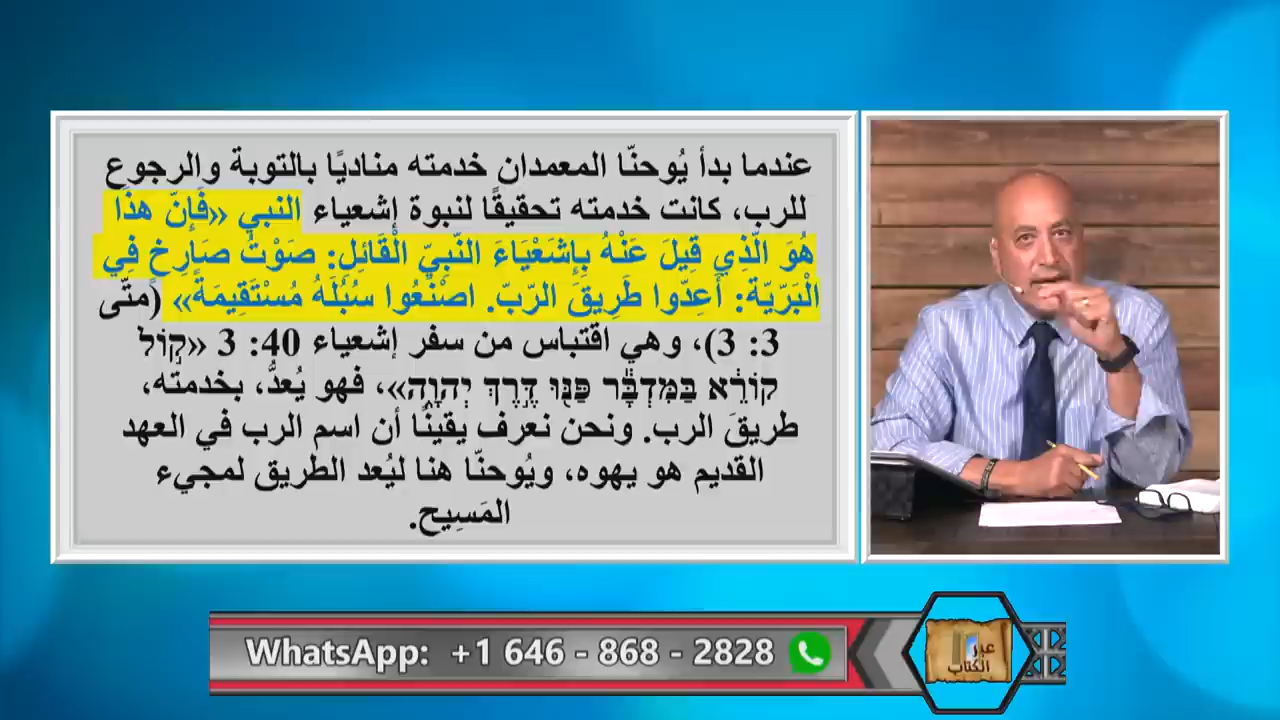 عندما بدأ يُوحنّا المعمدان خدمته مناديًا بالتوبة والرجوع
للرب، كانت خدمته تحقيقًا لنبوة إشعياء النبي «فَإِنّ هذَا
هُوَ الّذِي قِيلَ عَنْهُ بِإِشَعْيَاءَ النّبِيّ الْقَائِلِ: صَوْتُ صَارِخٍ فِي
الْبَرّيّة: أَعِدّوا طَرِيقَ الرّبّ. اصْنَعُوا سُبُلَهُ مُسْتَقِيمَةً» (متّى
3: 3)، وهي اقتباس من سفر إشعياء 40: 3 «ק֣וֹל
קוֹרֵ֔א בַּמִּדְבָּ֕ר פַּנּ֖וּ דֶּ֣רֶךְ יְהוָ֑ה»، فهو يُعدُّ، بخدمته،
طريقَ الرب. ونحن نعرف يقينًا أن اسم الرب في العهد
القديم هو يهوه، ويُوحنّا هنا ليُعد الطريق لمجيء
المَسِيح.
WhatsApp: +1 646 - 868 - 2828
عبر
الكتاب